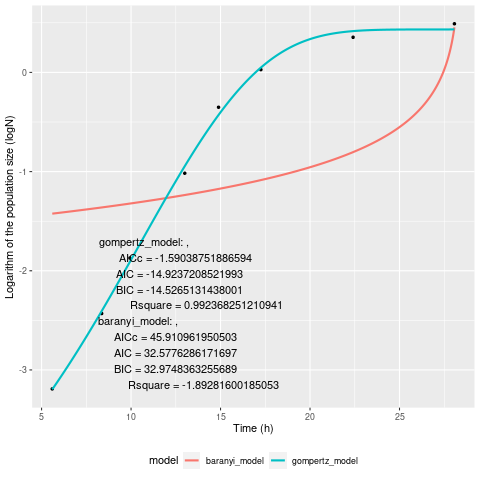 0
-1
-2
-3
Logarithm of the population size (logN)
gompertz_model: ,
AICc = -1.59038751886594
AIC = -14.9237208521993
BIC = -14.5265513438001
Rsquare = 0.992368251210941
baranyi_model: ,
AICc = 45.910961950503
AIC = 32.5776286171697
BIC = 32.9748363255689
Rsquare = -1.89281600185053
5 10 15 20 25
Time (h)
model baranyi_model gompertz_model